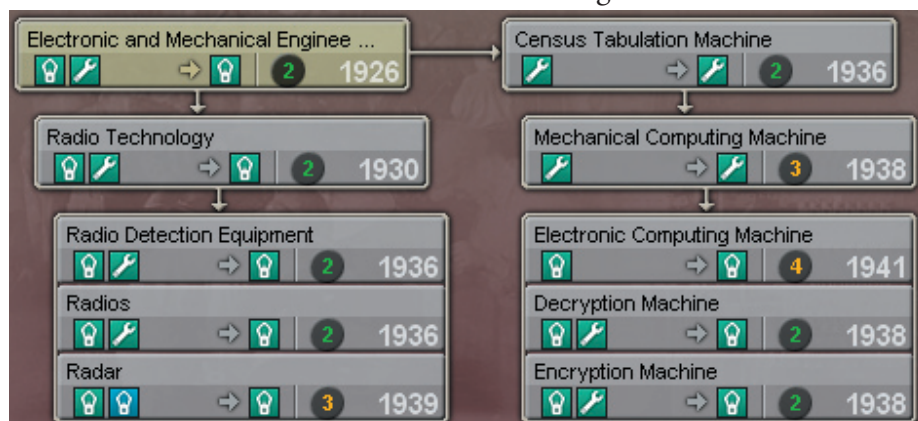 Electronic and Mechanical Enginee ...
2 1926
Census Tabulation Machine
2 1936
Radio Technology
2 1930
Mechanical Computing Machine
3 1938
Radio Detection Equipment
2 1936
Radios
2 1936
Radar
3 1939
Electronic Computing Machine
4 1941
Decryption Machine
2 1938
Encryption Machine
2 1938